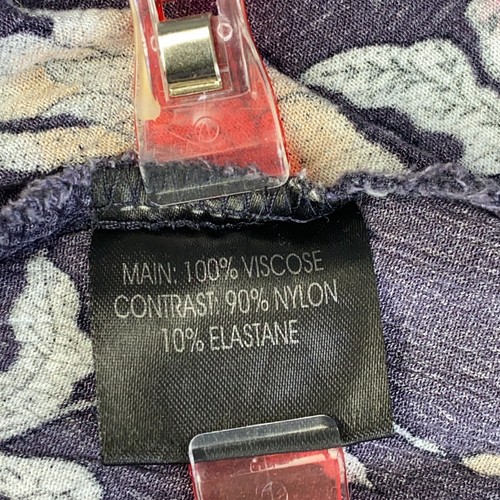 MAIN: 100% VISCOSE
CONTRAST: 90% NYLON
10% ELASTANE